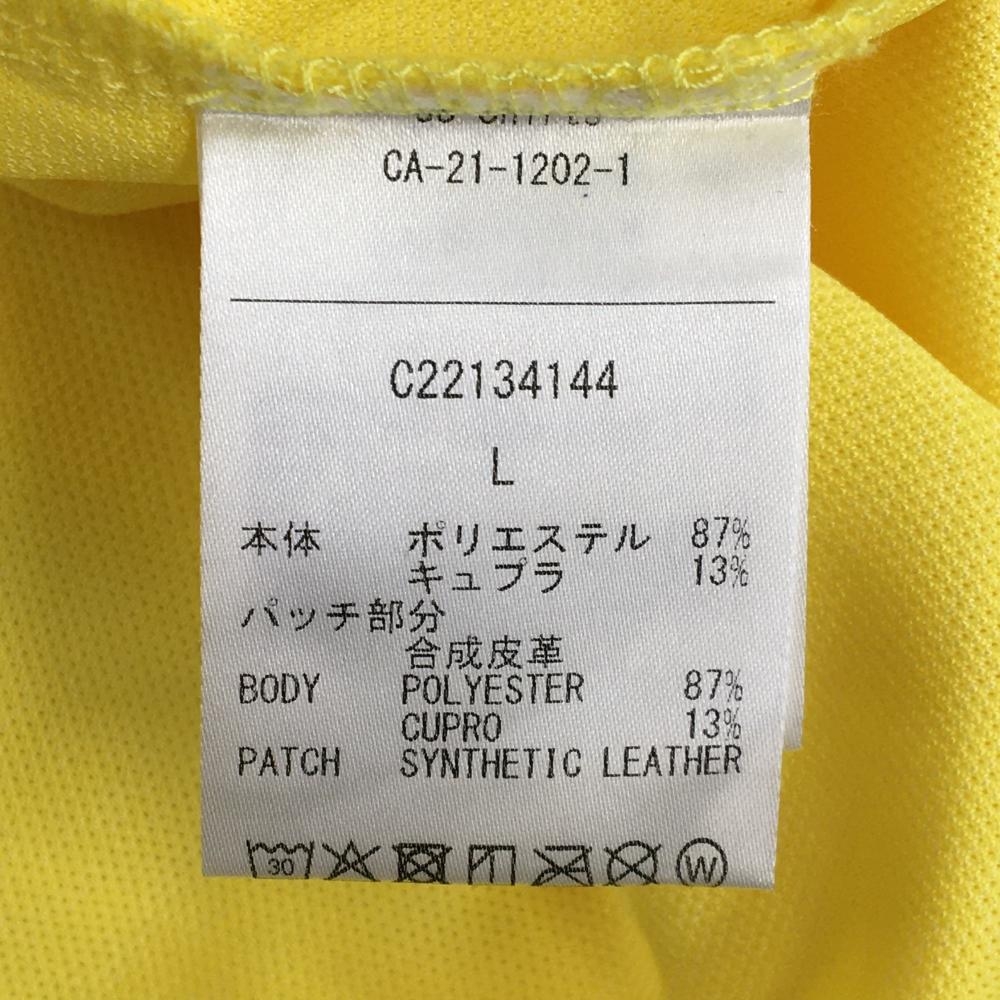 CA-21-1202-1
C22134144
L
本体 ポリエステル 87%
キュプラ 13%
パッチ部分
合成皮革
BODY POLYESTER 87%
CUPRO 13%
PATCH SYNTHETIC LEATHER
30 W